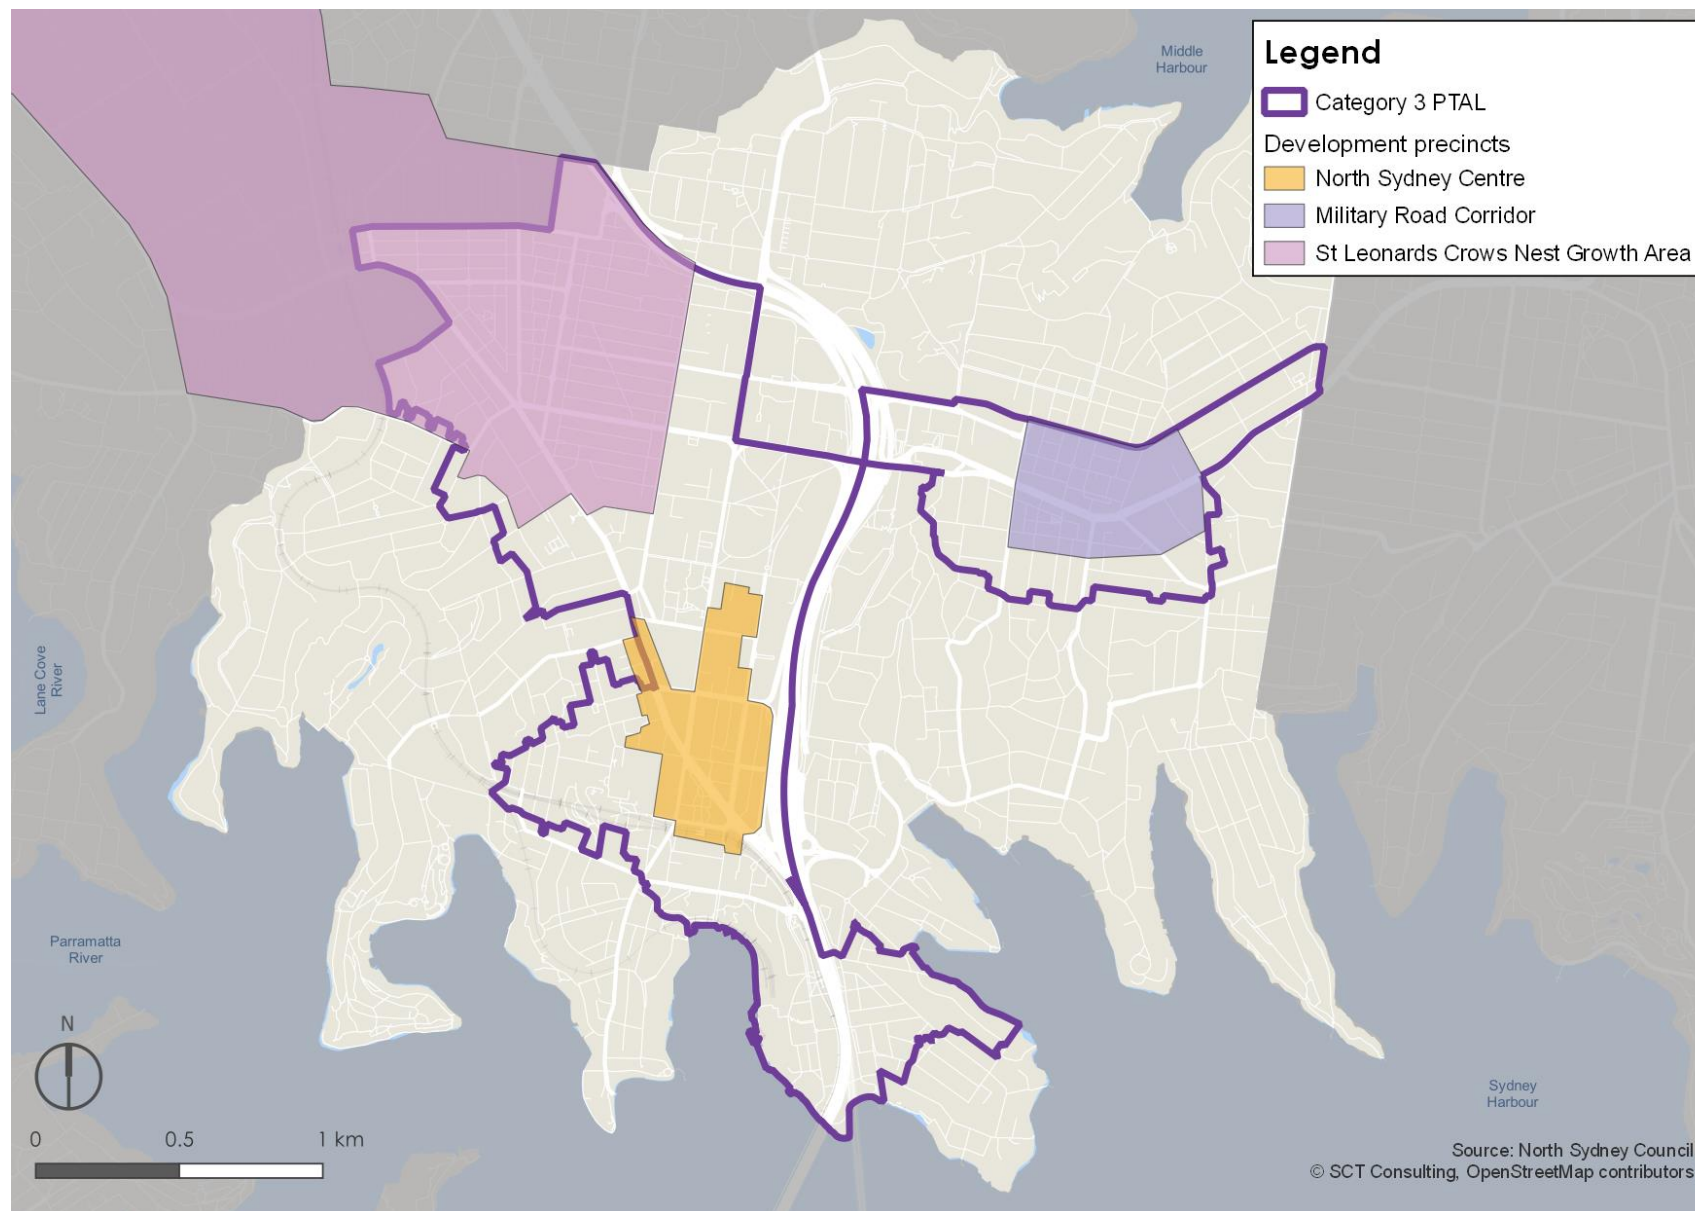 Middle
Harbour
Legend
Category 3 PTAL
Development precincts
North Sydney Centre
Military Road Corridor
St Leonards Crows Nest Growth Area
Lane Cove
River
Parramatta
River
N
0 0.5 1 km
Sydney
Harbour
Source: North Sydney Council
© SCT Consulting, OpenStreetMap contributors